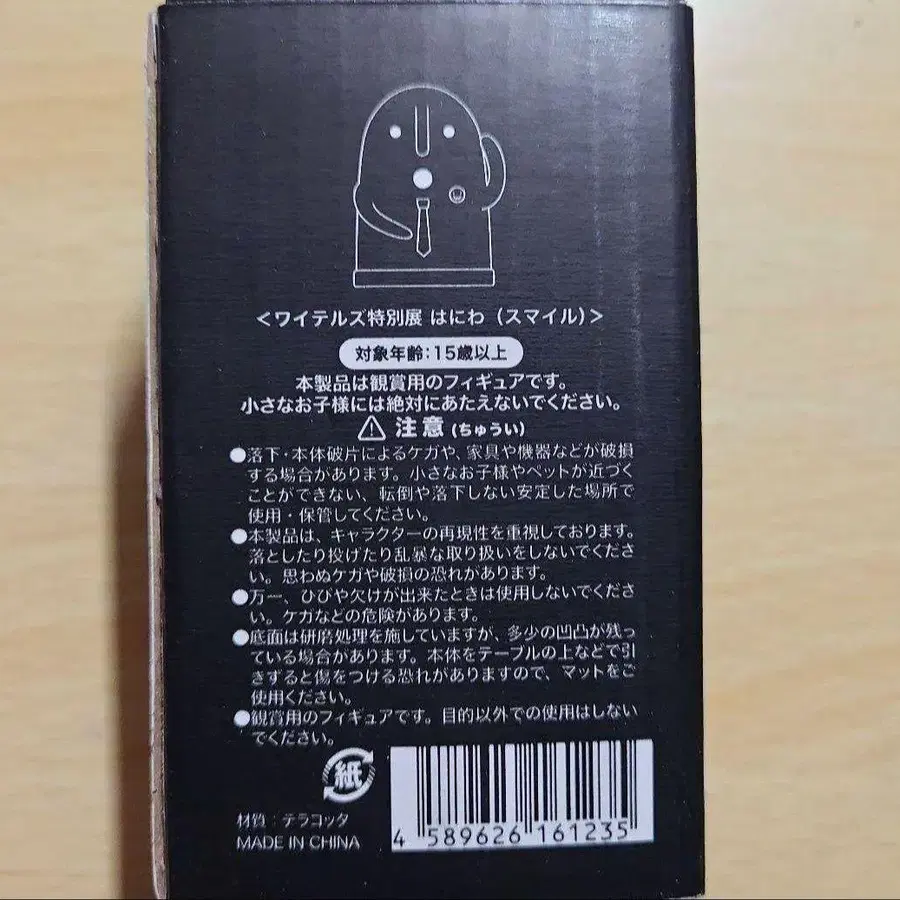 ＜ワイテルズ特別展 はにわ（スマイル）＞
対象年齢：15歳以上
本製品は観賞用のフィギュアです。
小さなお子様には絶対にあたえないでください。
注意(ちゅうい)
●落下・本体破片によるケガや、家具や機器などが破損
する場合があります。小さなお子様やペットが近づく
ことができない、転倒や落下しない安定した場所で
使用・保管してください。
●本製品は、キャラクターの再現性を重視しております。
落としたり投げたり乱暴な取り扱いをしないでくださ
い。思わぬケガや破損の恐れがあります。
●万一、ひびや欠けが出来たときは使用しないでくださ
い。ケガなどの危険があります。
●底面は研磨処理を施していますが、多少の凹凸が残っ
ている場合があります。本体をテーブルの上などで引
きずると傷をつける恐れがありますので、マットをご
使用ください。
●観賞用のフィギュアです。目的以外での使用はしない
でください。
紙
材質：テラコッタ
MADE IN CHINA
4 589626 161235